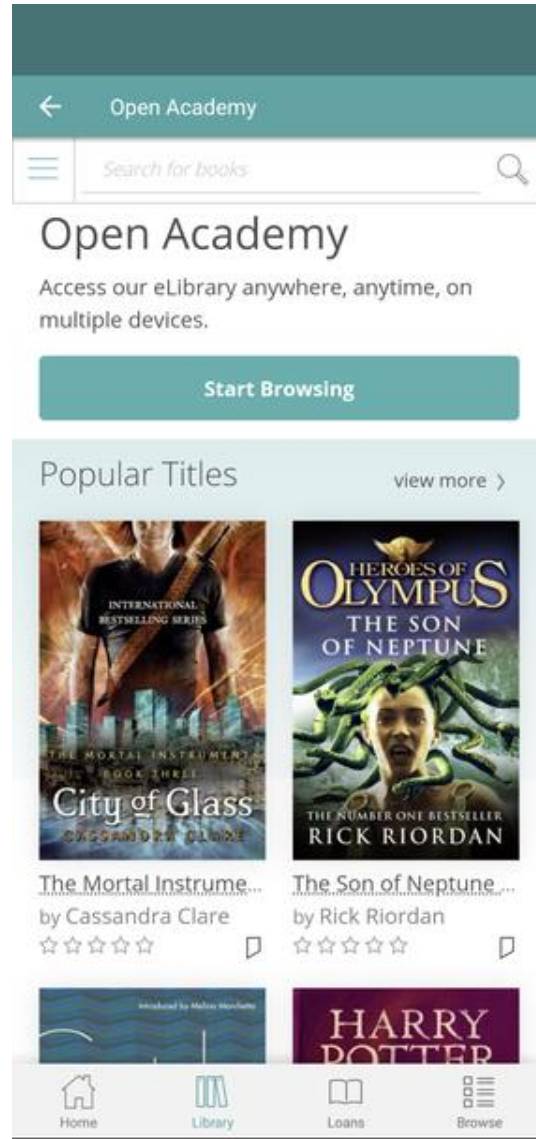 Open Academy
Search for books
Open Academy
Access our eLibrary anywhere, anytime, on
multiple devices.
Start Browsing
Popular Titles
view more
INTERNATIONAL
BESTSELLING SERIES
THE MORTAL INSTRUMENTS
BOOK THREE
City of Glass
CASSANDRA CLARE
HEROES OF
OLYMPUS
THE SON
OF NEPTUNE
THE NUMBER ONE BESTSELLER
RICK RIORDAN
The Mortal Instrume...
by Cassandra Clare
The Son of Neptune ...
by Rick Riordan
Introduced by Melina Marchetta
HARRY
POTTER
Home
Library
Loans
Browse